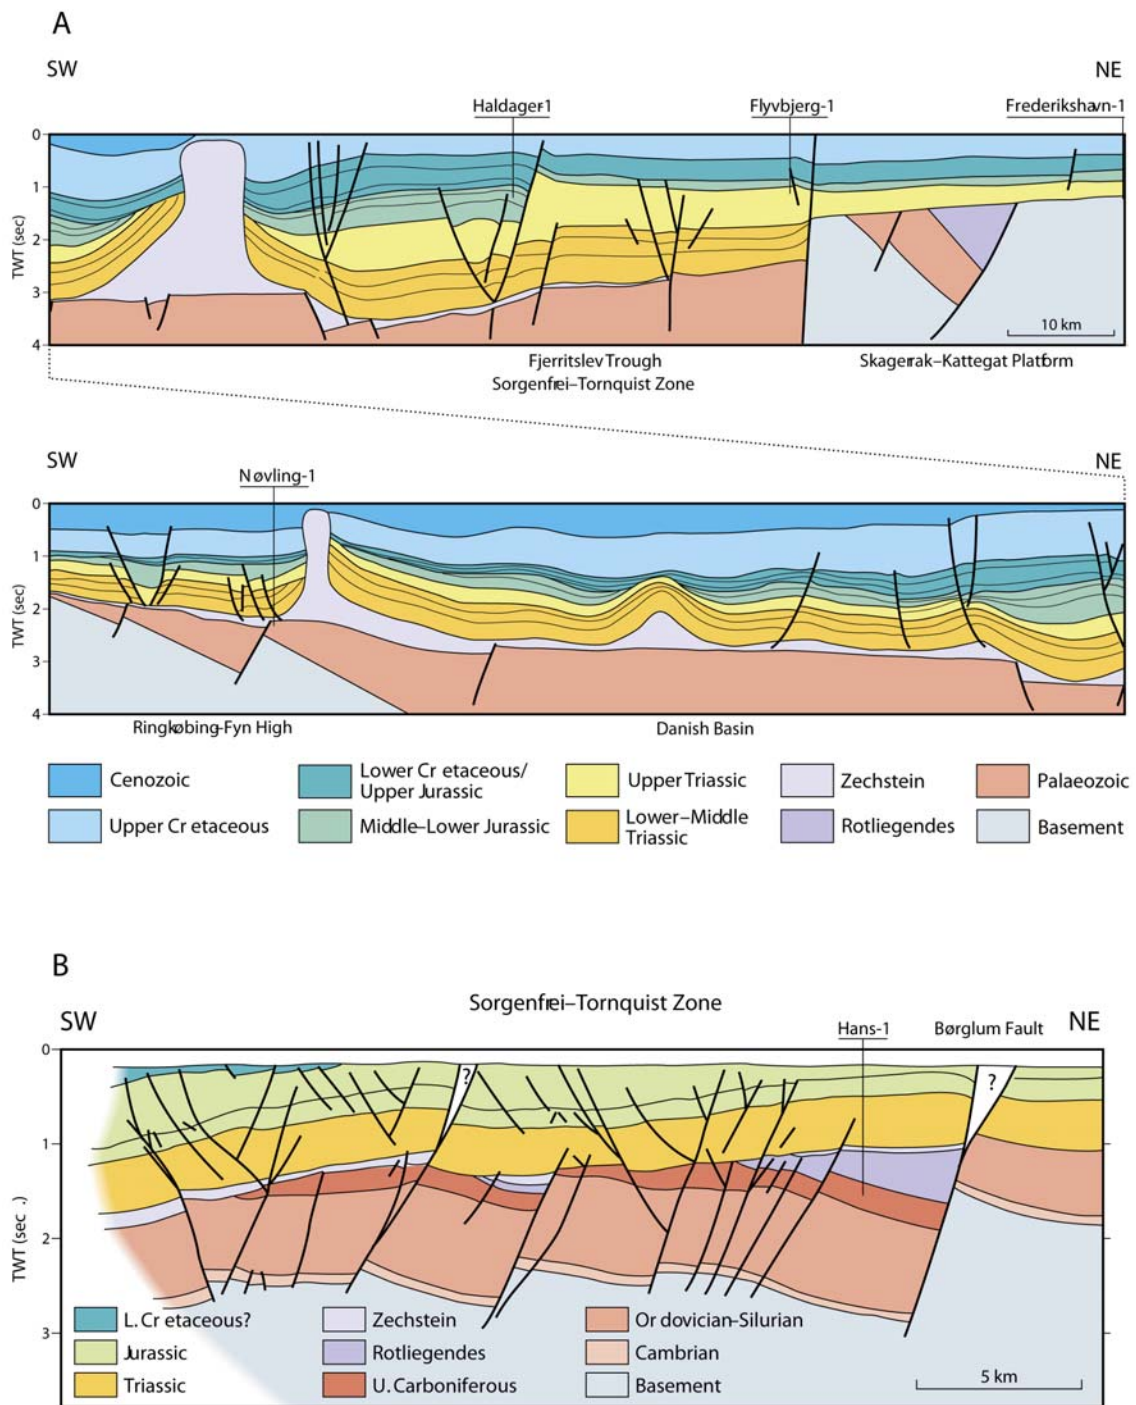 A
SW NE
Haldager-1 Flyvbjerg-1 Frederikshavn-1
0
1
2
3
4
TWT (sec)
10 km
Fjerritslev Trough Skagerrak–Kattegat Platform
Sorgenfrei–Tornquist Zone
SW NE
Nøvling-1
0
1
2
3
4
TWT (sec)
Ringkøbing–Fyn High Danish Basin
Cenozoic Lower Cretaceous/ Upper Triassic Zechstein Palaeozoic
Upper Jurassic
Upper Cretaceous Middle–Lower Jurassic Lower–Middle Rotliegendes Basement
Triassic
B
Sorgenfrei–Tornquist Zone
SW Hans-1 Børglum Fault NE
0
? ?
1
2
3
TWT (sec.)
L. Cretaceous? Zechstein Ordovician–Silurian
Jurassic Rotliegendes Cambrian
Triassic U. Carboniferous Basement
5 km